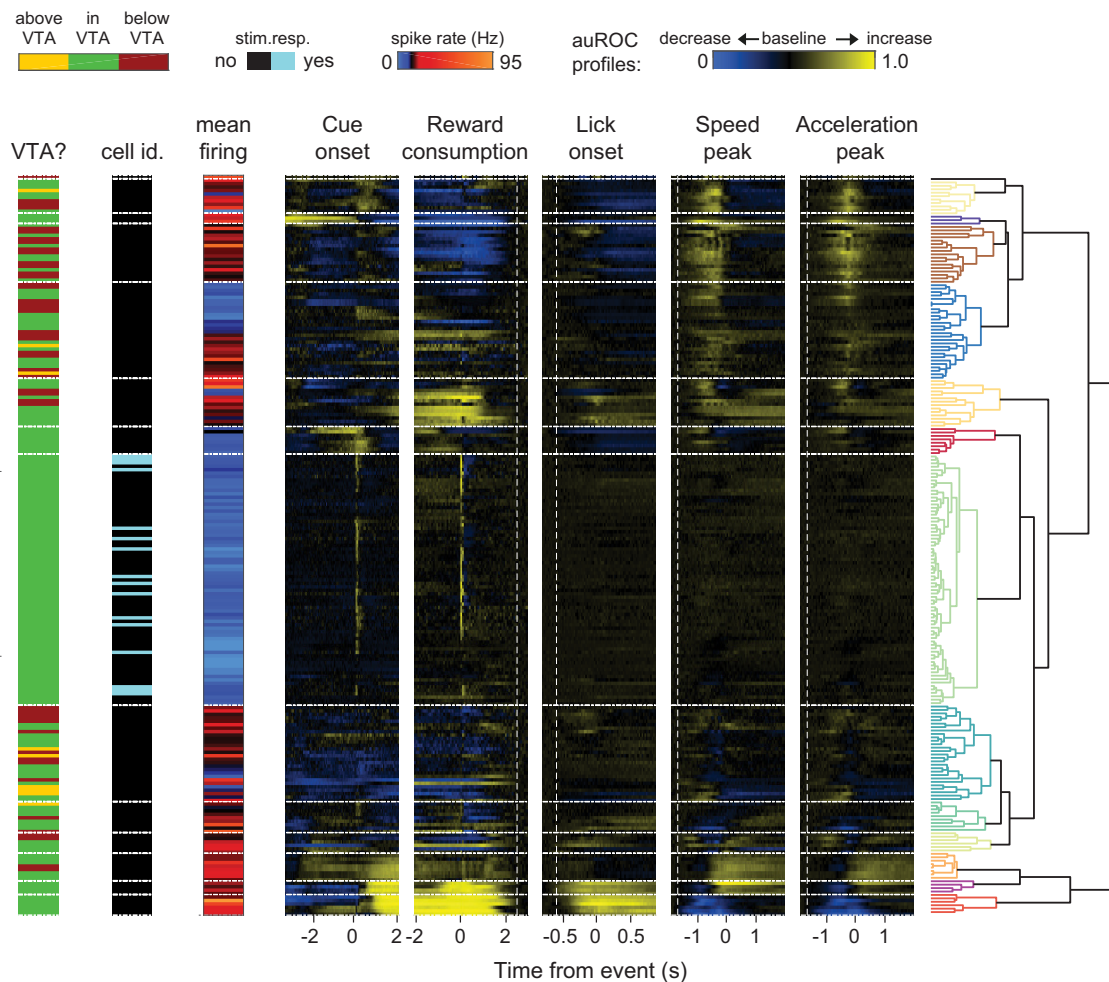 above VTA
in VTA
below VTA
stim.resp.
no
yes
spike rate (Hz)
0
95
auROC profiles:
decrease ← baseline → increase
0
1.0
VTA?
cell id.
mean firing
Cue onset
Reward consumption
Lick onset
Speed peak
Acceleration peak
-2 0 2
-2 0 2
-0.5 0 0.5
-1 0 1
-1 0 1
Time from event (s)